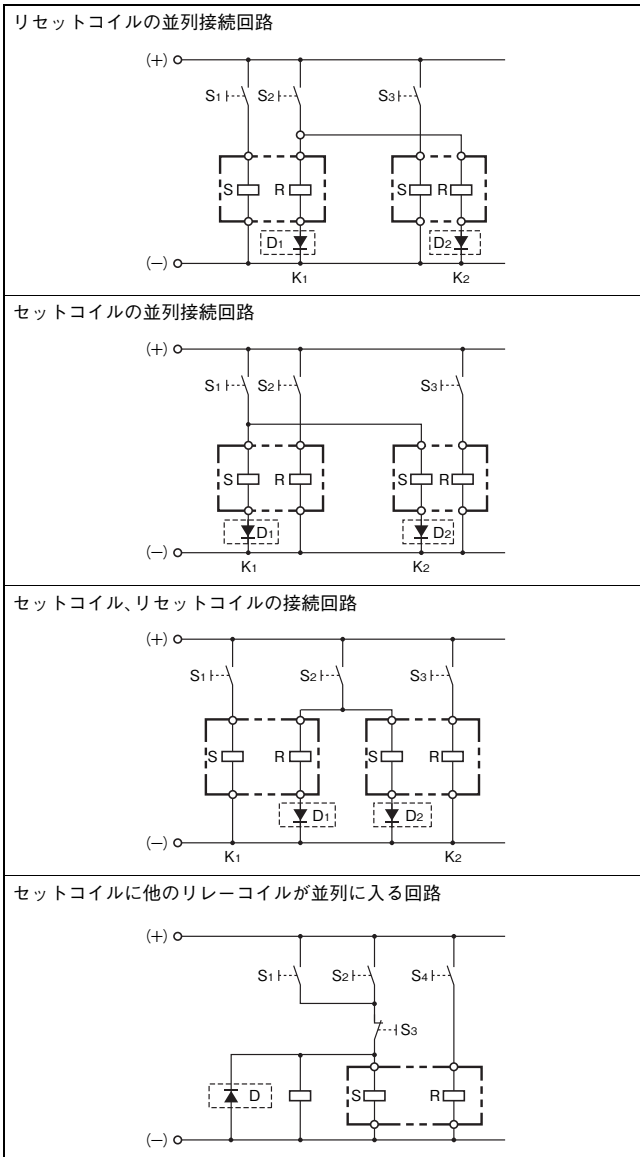 リセットコイルの並列接続回路
(+)
S1 S2 S3
S R S R
D1 D2
(−)
K1 K2
セットコイルの並列接続回路
(+)
S1 S2 S3
S R S R
D1 D2
(−)
K1 K2
セットコイル、リセットコイルの接続回路
(+)
S1 S2 S3
S R S R
D1 D2
(−)
K1 K2
セットコイルに他のリレーコイルが並列に入る回路
(+)
S1 S2 S4
S3
D S R
(−)